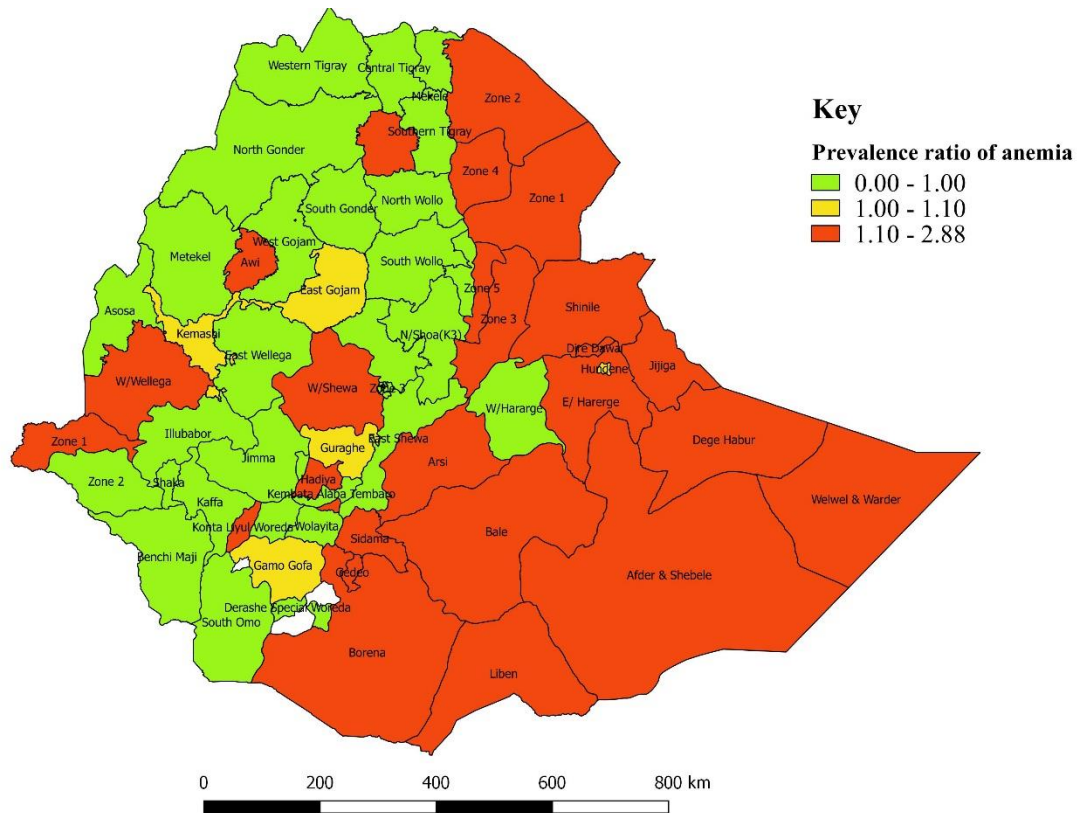 Western Tigray
Central Tigray
Mekele
Southern Tigray
Zone 2
North Gonder
Zone 4
Zone 1
South Gonder
North Wollo
West Gojam
Metekel
Awi
South Wollo
East Gojam
Zone 5
Zone 3
Asosa
Shinile
Kemashi
N/Shoa(K3)
East Wellega
Dire Dawa
Hundene
Jijiga
W/Wellega
W/Shewa
Zone 3
W/Hararge
E/ Harerge
Zone 1
Illubabor
Guraghe
East Shewa
Dege Habur
Jimma
Arsi
Zone 2
Shaka
Hadiya
Kembata Alaba Tembaro
Kaffa
Welwel & Warder
Konta Liyul Woreda
Wolayita
Sidama
Bale
Benchi Maji
Gamo Gofa
Gedeo
Afder & Shebele
Derashe Special Woreda
South Omo
Borena
Liben
Key
Prevalence ratio of anemia
0.00 - 1.00
1.00 - 1.10
1.10 - 2.88
0 200 400 600 800 km